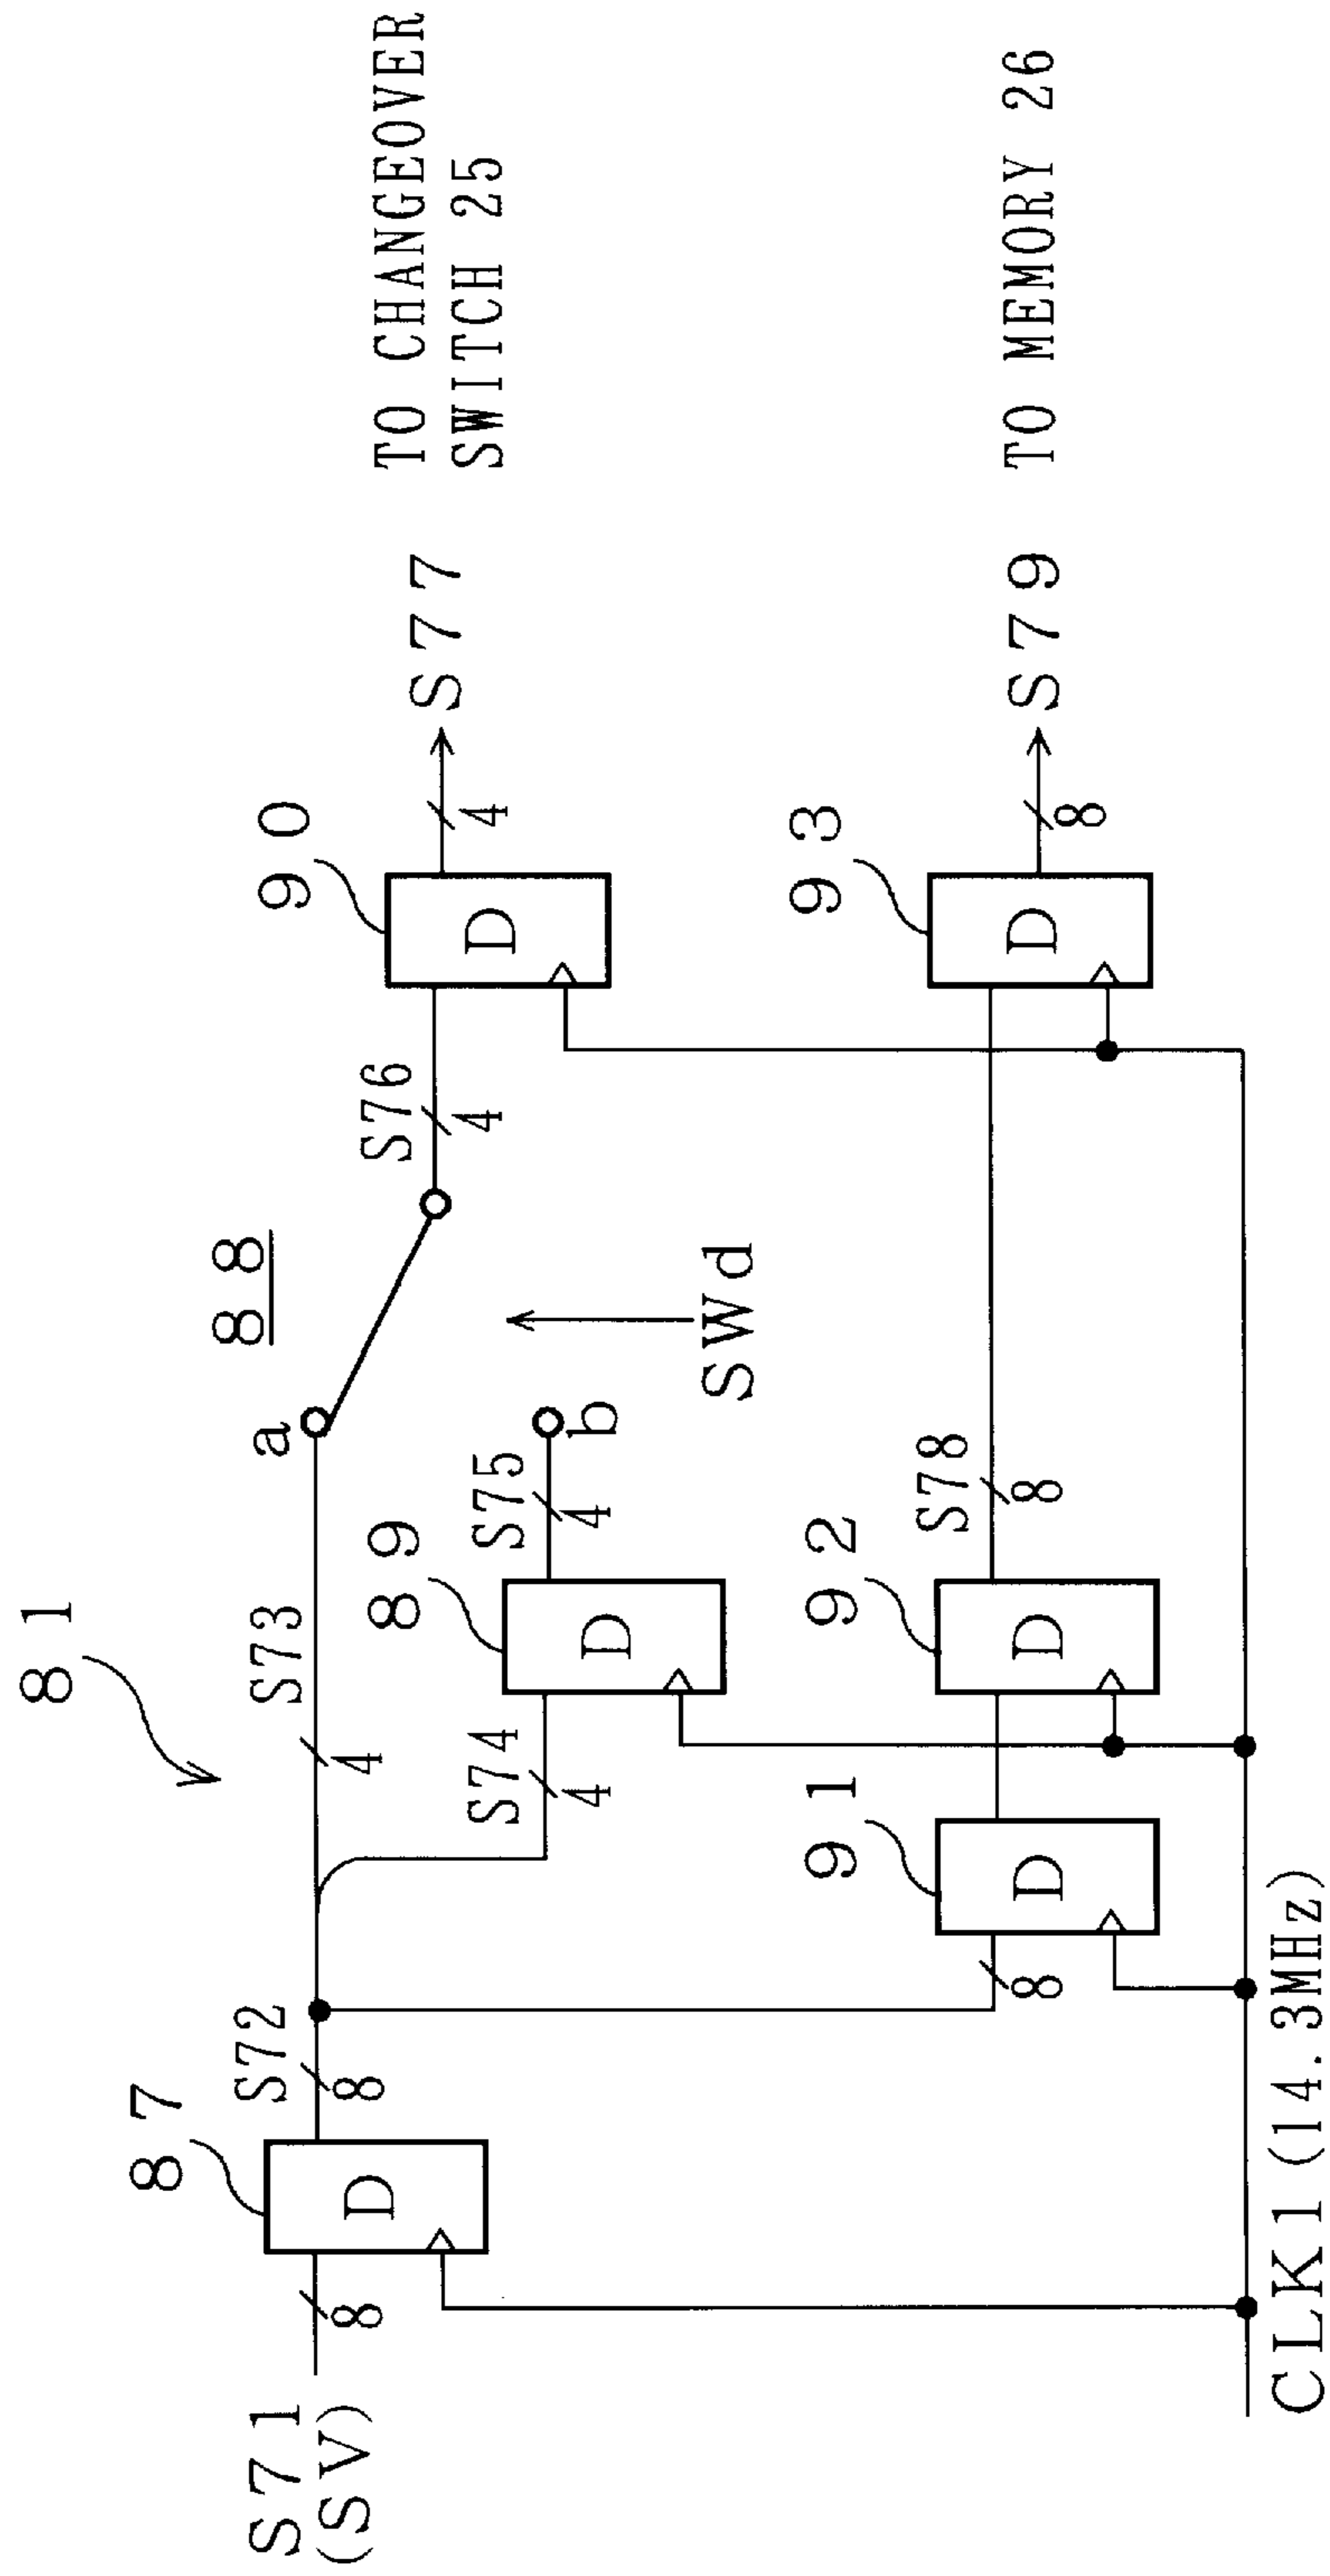 81
88
87
S72
8
S73
4
a
S76
4
90
D
4
S77
TO CHANGEOVER
SWITCH 25
S71
(SV)
8
D
S74
4
89
D
S75
4
b
SWd
8
91
D
92
D
S78
8
93
D
8
S79
TO MEMORY 26
CLK1 (14.3MHz)